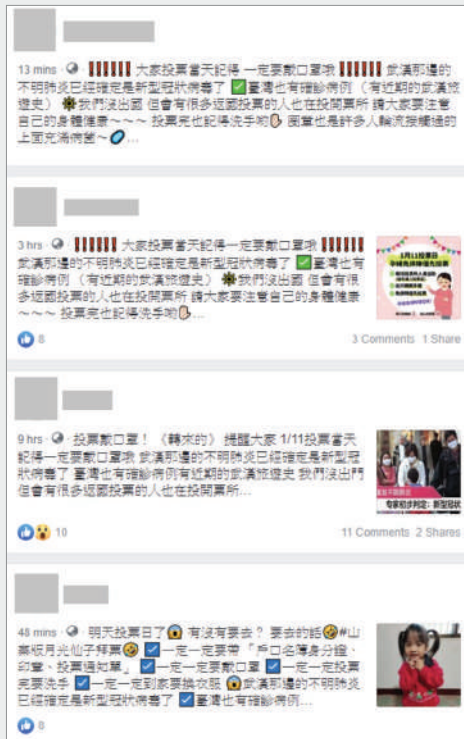 13 mins · ‼‼‼‼‼‼ 大家投票當天記得 一定要戴口罩哦 ‼‼‼‼‼‼ 武漢那邊的
不明肺炎已經確定是新型冠狀病毒了 ✅臺灣也有確診病例 (有近期的武漢旅
遊史) 我們沒出國 但會有很多返國投票的人也在投開票所 請大家要注意
自己的身體健康～～～ 投票完也記得洗手喲 圖章也是許多人輪流接觸過的
上面充滿病菌～...
3 hrs · ‼‼‼‼‼‼ 大家投票當天記得一定要戴口罩哦 ‼‼‼‼‼‼
武漢那邊的不明肺炎已經確定是新型冠狀病毒了 ✅臺灣也有
確診病例 (有近期的武漢旅遊史) 我們沒出國 但會有很
多返國投票的人也在投開票所 請大家要注意自己的身體健康
～～～ 投票完也記得洗手喲...
1月11投票日
孕婦免排隊優先投票
8
3 Comments 1 Share
9 hrs · 投票戴口罩！ 《轉來的》 提醒大家 1/11投票當天
記得一定要戴口罩哦 武漢那邊的不明肺炎已經確定是新型冠
狀病毒了 臺灣也有確診病例有近期的武漢旅遊史 我們沒出門
但會有很多返國投票的人也在投開票所...
专家初步判定：新型冠状
10
11 Comments 2 Shares
48 mins · 明天投票日了😱 有沒有要去？ 要去的話🤣#山
寨版月光仙子拜票🤣 ☑一定一定要帶「戶口名簿身分證、
印章、投票通知單」 ☑一定一定要戴口罩 ☑一定一定投票
完要洗手 ☑一定一定到家要換衣服 😱武漢那邊的不明肺炎
已經確定是新型冠狀病毒了 ☑臺灣也有確診病例...
8